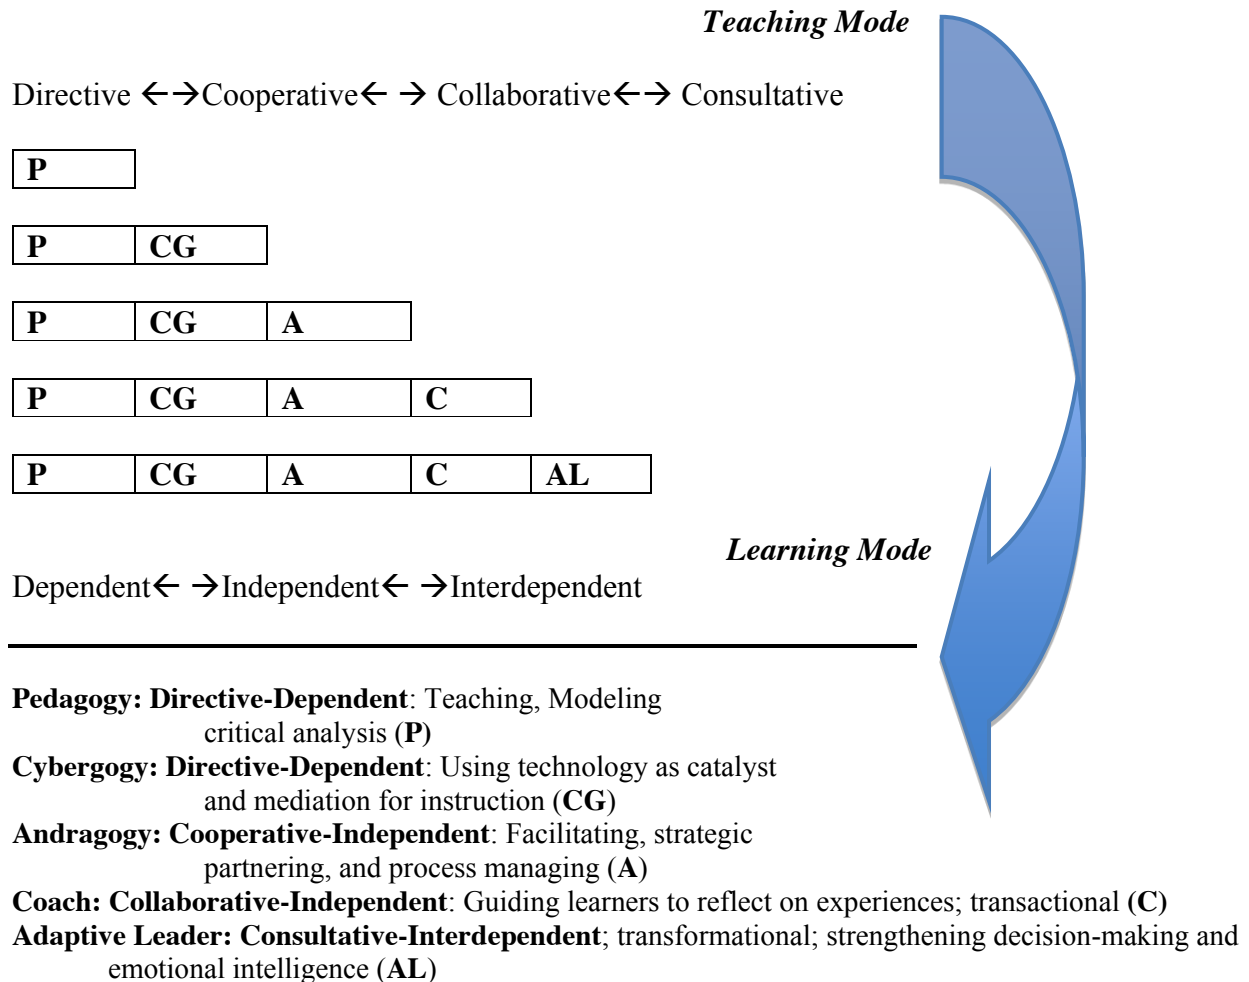 Teaching Mode
Directive ←→Cooperative← → Collaborative←→ Consultative
P
P CG
P CG A
P CG A C
P CG A C AL
Learning Mode
Dependent← →Independent← →Interdependent
Pedagogy: Directive-Dependent: Teaching, Modeling
critical analysis (P)
Cybergogy: Directive-Dependent: Using technology as catalyst
and mediation for instruction (CG)
Andragogy: Cooperative-Independent: Facilitating, strategic
partnering, and process managing (A)
Coach: Collaborative-Independent: Guiding learners to reflect on experiences; transactional (C)
Adaptive Leader: Consultative-Interdependent; transformational; strengthening decision-making and
emotional intelligence (AL)